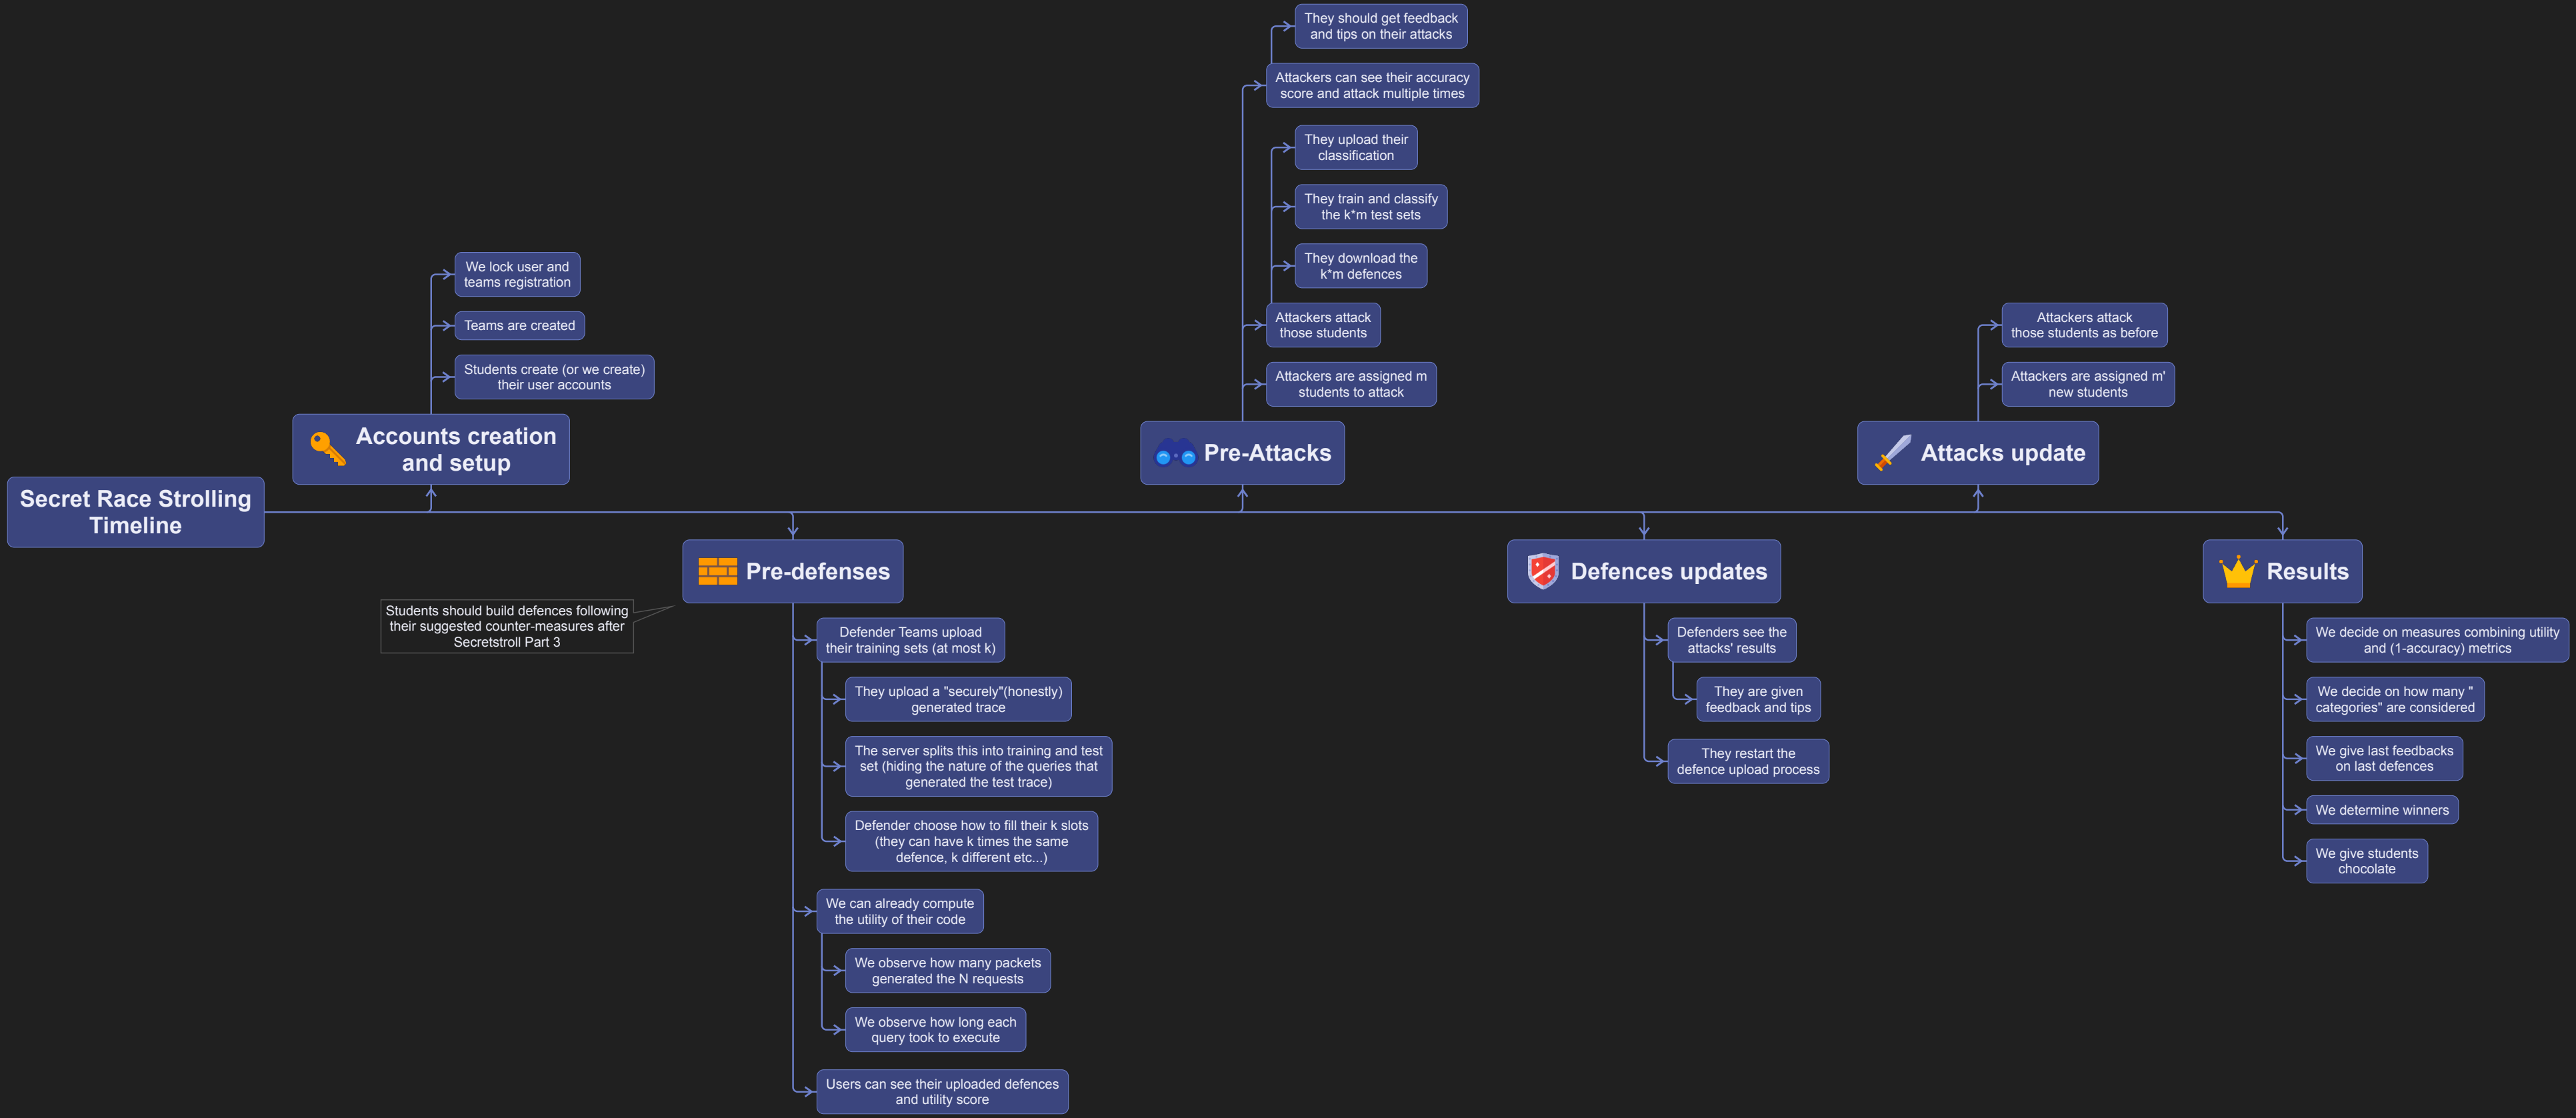 Secret Race Strolling
Timeline
We lock user and
teams registration
Teams are created
Students create (or we create)
their user accounts
Accounts creation
and setup
Students should build defences following
their suggested counter-measures after
Secretstroll Part 3
Pre-defenses
Defender Teams upload
their training sets (at most k)
They upload a "securely"(honestly)
generated trace
The server splits this into training and test
set (hiding the nature of the queries that
generated the test trace)
Defender choose how to fill their k slots
(they can have k times the same
defence, k different etc...)
We can already compute
the utility of their code
We observe how many packets
generated the N requests
We observe how long each
query took to execute
Users can see their uploaded defences
and utility score
They should get feedback
and tips on their attacks
Attackers can see their accuracy
score and attack multiple times
They upload their
classification
They train and classify
the k*m test sets
They download the
k*m defences
Attackers attack
those students
Attackers are assigned m
students to attack
Pre-Attacks
Defences updates
Defenders see the
attacks' results
They are given
feedback and tips
They restart the
defence upload process
Attackers attack
those students as before
Attackers are assigned m'
new students
Attacks update
Results
We decide on measures combining utility
and (1-accuracy) metrics
We decide on how many "
categories" are considered
We give last feedbacks
on last defences
We determine winners
We give students
chocolate